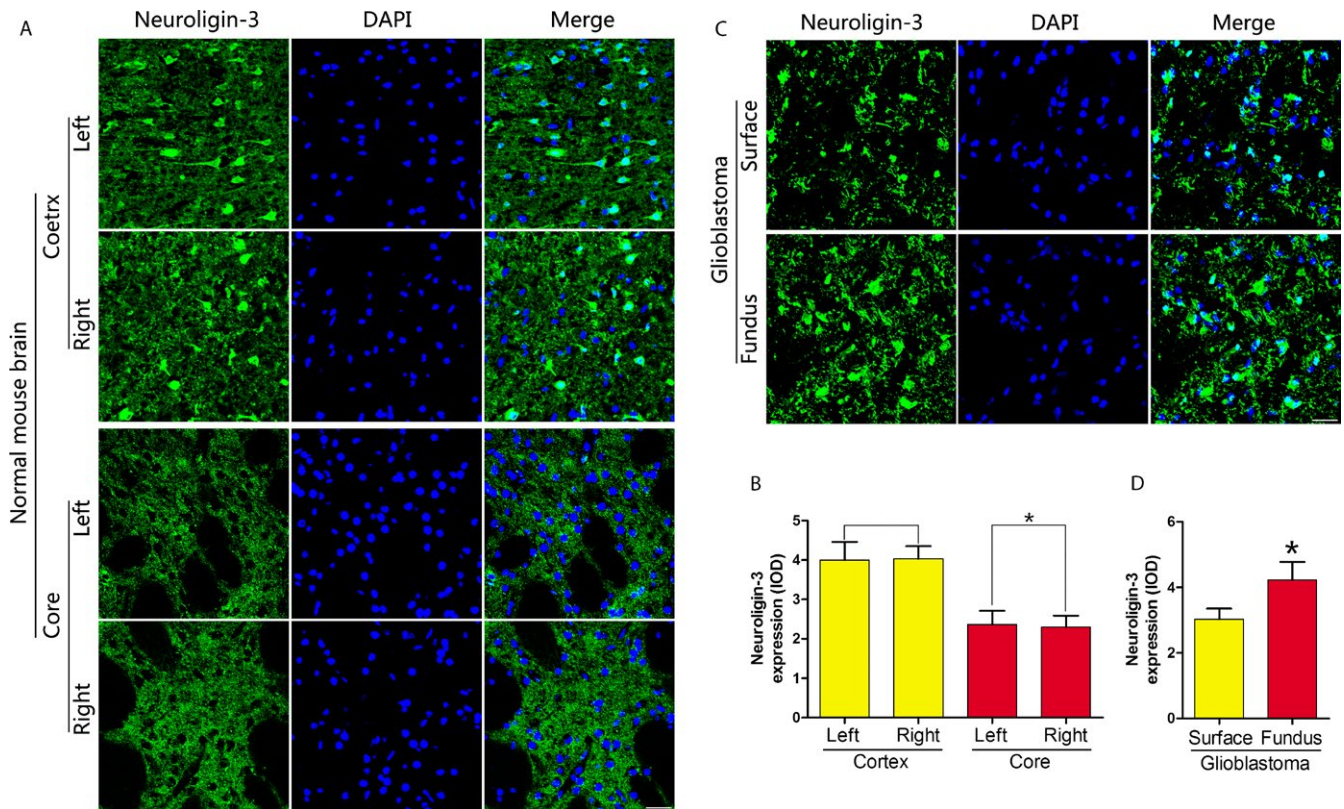 A
Neuroligin-3 DAPI Merge
Normal mouse brain
Coetrx
Left
Right
Core
Left
Right
C
Neuroligin-3 DAPI Merge
Glioblastoma
Surface
Fundus
B
Neuroligin-3
expression (IOD)
5
4
3
2
1
0
*
Left Right Left Right
Cortex Core
D
Neuroligin-3
expression (IOD)
6
4
2
0
*
Surface Fundus
Glioblastoma